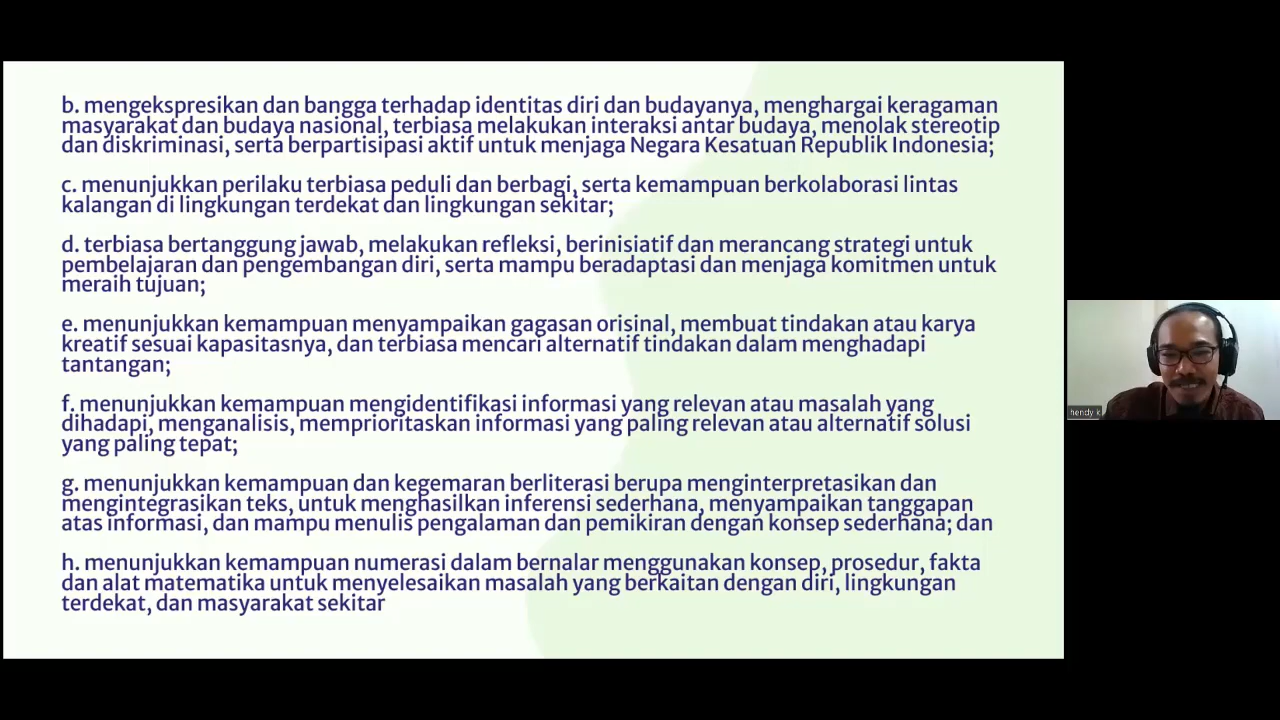 b. mengekspresikan dan bangga terhadap identitas diri dan budayanya, menghargai keragaman
masyarakat dan budaya nasional, terbiasa melakukan interaksi antar budaya, menolak stereotip
dan diskriminasi, serta berpartisipasi aktif untuk menjaga Negara Kesatuan Republik Indonesia;
c. menunjukkan perilaku terbiasa peduli dan berbagi, serta kemampuan berkolaborasi lintas
kalangan di lingkungan terdekat dan lingkungan sekitar;
d. terbiasa bertanggung jawab, melakukan refleksi, berinisiatif dan merancang strategi untuk
pembelajaran dan pengembangan diri, serta mampu beradaptasi dan menjaga komitmen untuk
meraih tujuan;
e. menunjukkan kemampuan menyampaikan gagasan orisinal, membuat tindakan atau karya
kreatif sesuai kapasitasnya, dan terbiasa mencari alternatif tindakan dalam menghadapi
tantangan;
f. menunjukkan kemampuan mengidentifikasi informasi yang relevan atau masalah yang
dihadapi, menganalisis, memprioritaskan informasi yang paling relevan atau alternatif solusi
yang paling tepat;
g. menunjukkan kemampuan dan kegemaran berliterasi berupa menginterpretasikan dan
mengintegrasikan teks, untuk menghasilkan inferensi sederhana, menyampaikan tanggapan
atas informasi, dan mampu menulis pengalaman dan pemikiran dengan konsep sederhana; dan
h. menunjukkan kemampuan numerasi dalam bernalar menggunakan konsep, prosedur, fakta
dan alat matematika untuk menyelesaikan masalah yang berkaitan dengan diri, lingkungan
terdekat, dan masyarakat sekitar
hendy k